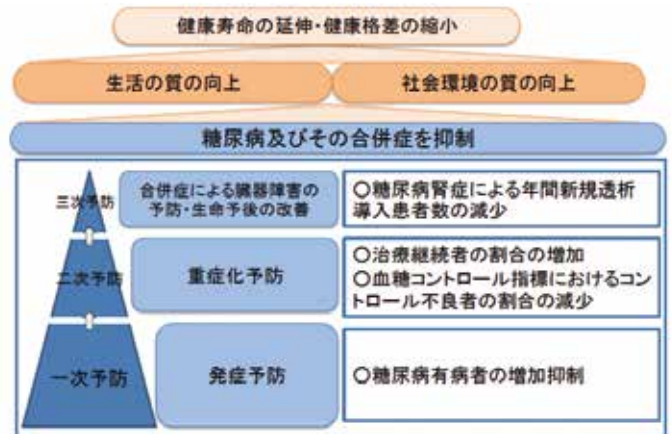 健康寿命の延伸・健康格差の縮小
生活の質の向上
社会環境の質の向上
糖尿病及びその合併症を抑制
三次予防
合併症による臓器障害の
予防・生命予後の改善
〇糖尿病腎症による年間新規透析
導入患者数の減少
二次予防
重症化予防
〇治療継続者の割合の増加
〇血糖コントロール指標におけるコン
トロール不良者の割合の減少
一次予防
発症予防
〇糖尿病有病者の増加抑制